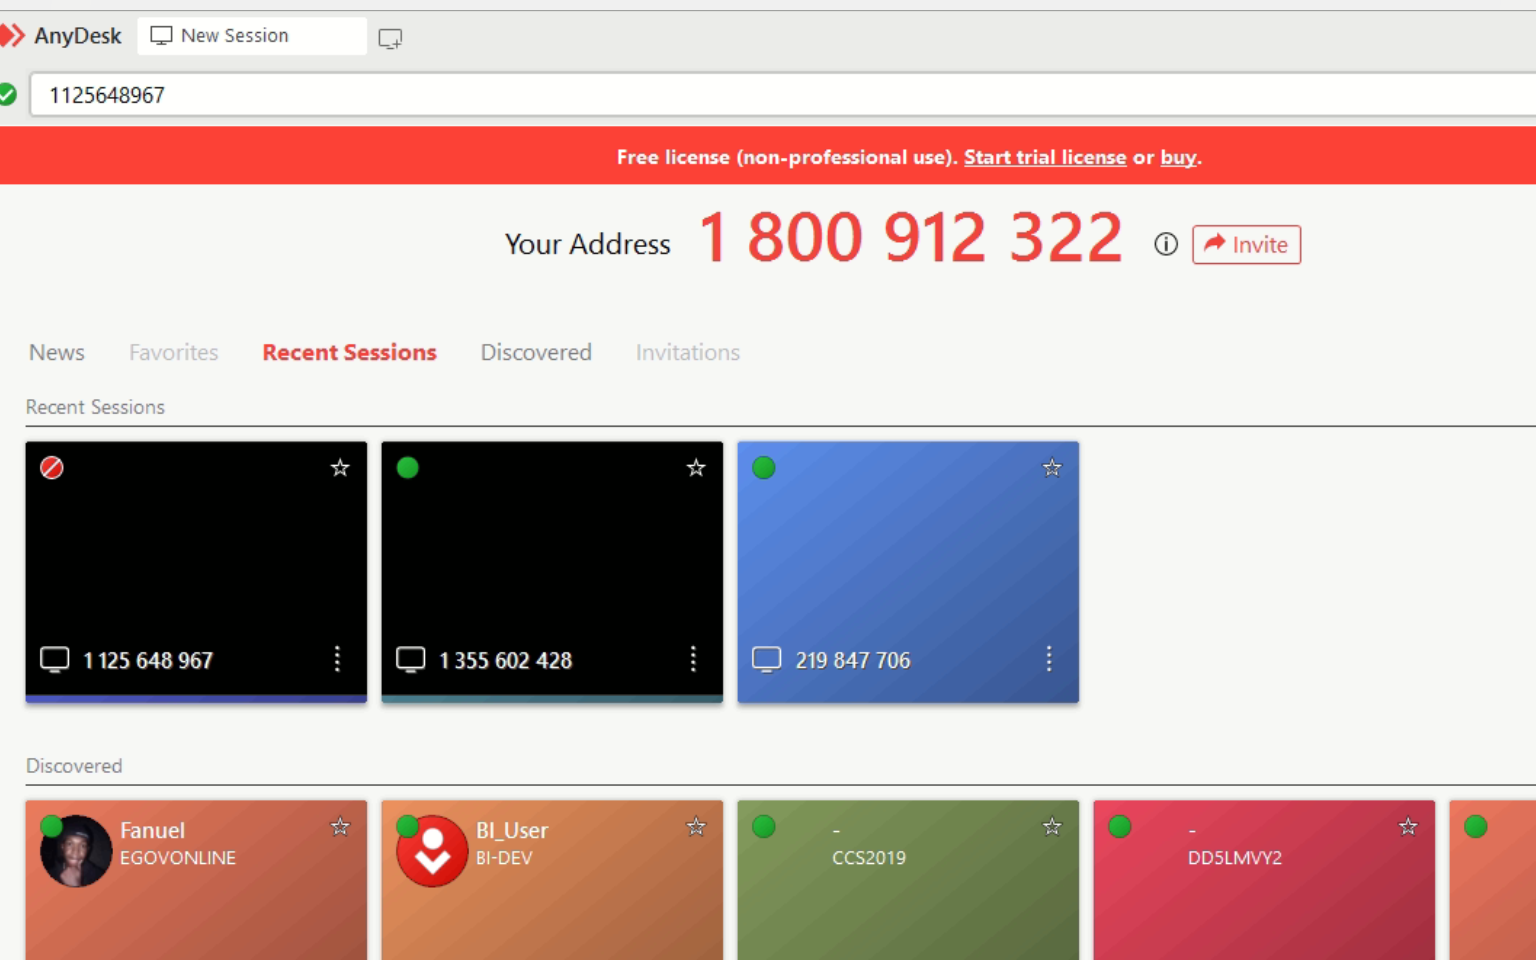 AnyDesk
New Session
1125648967
Free license (non-professional use). Start trial license or buy.
Your Address 1 800 912 322 Invite
News Favorites Recent Sessions Discovered Invitations
Recent Sessions
1 125 648 967
1 355 602 428
219 847 706
Discovered
Fanuel
EGOVONLINE
BI_User
BI-DEV
-
CCS2019
-
DD5LMVY2